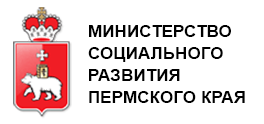 МИНИСТЕРСТВО
СОЦИАЛЬНОГО
РАЗВИТИЯ
ПЕРМСКОГО КРАЯ